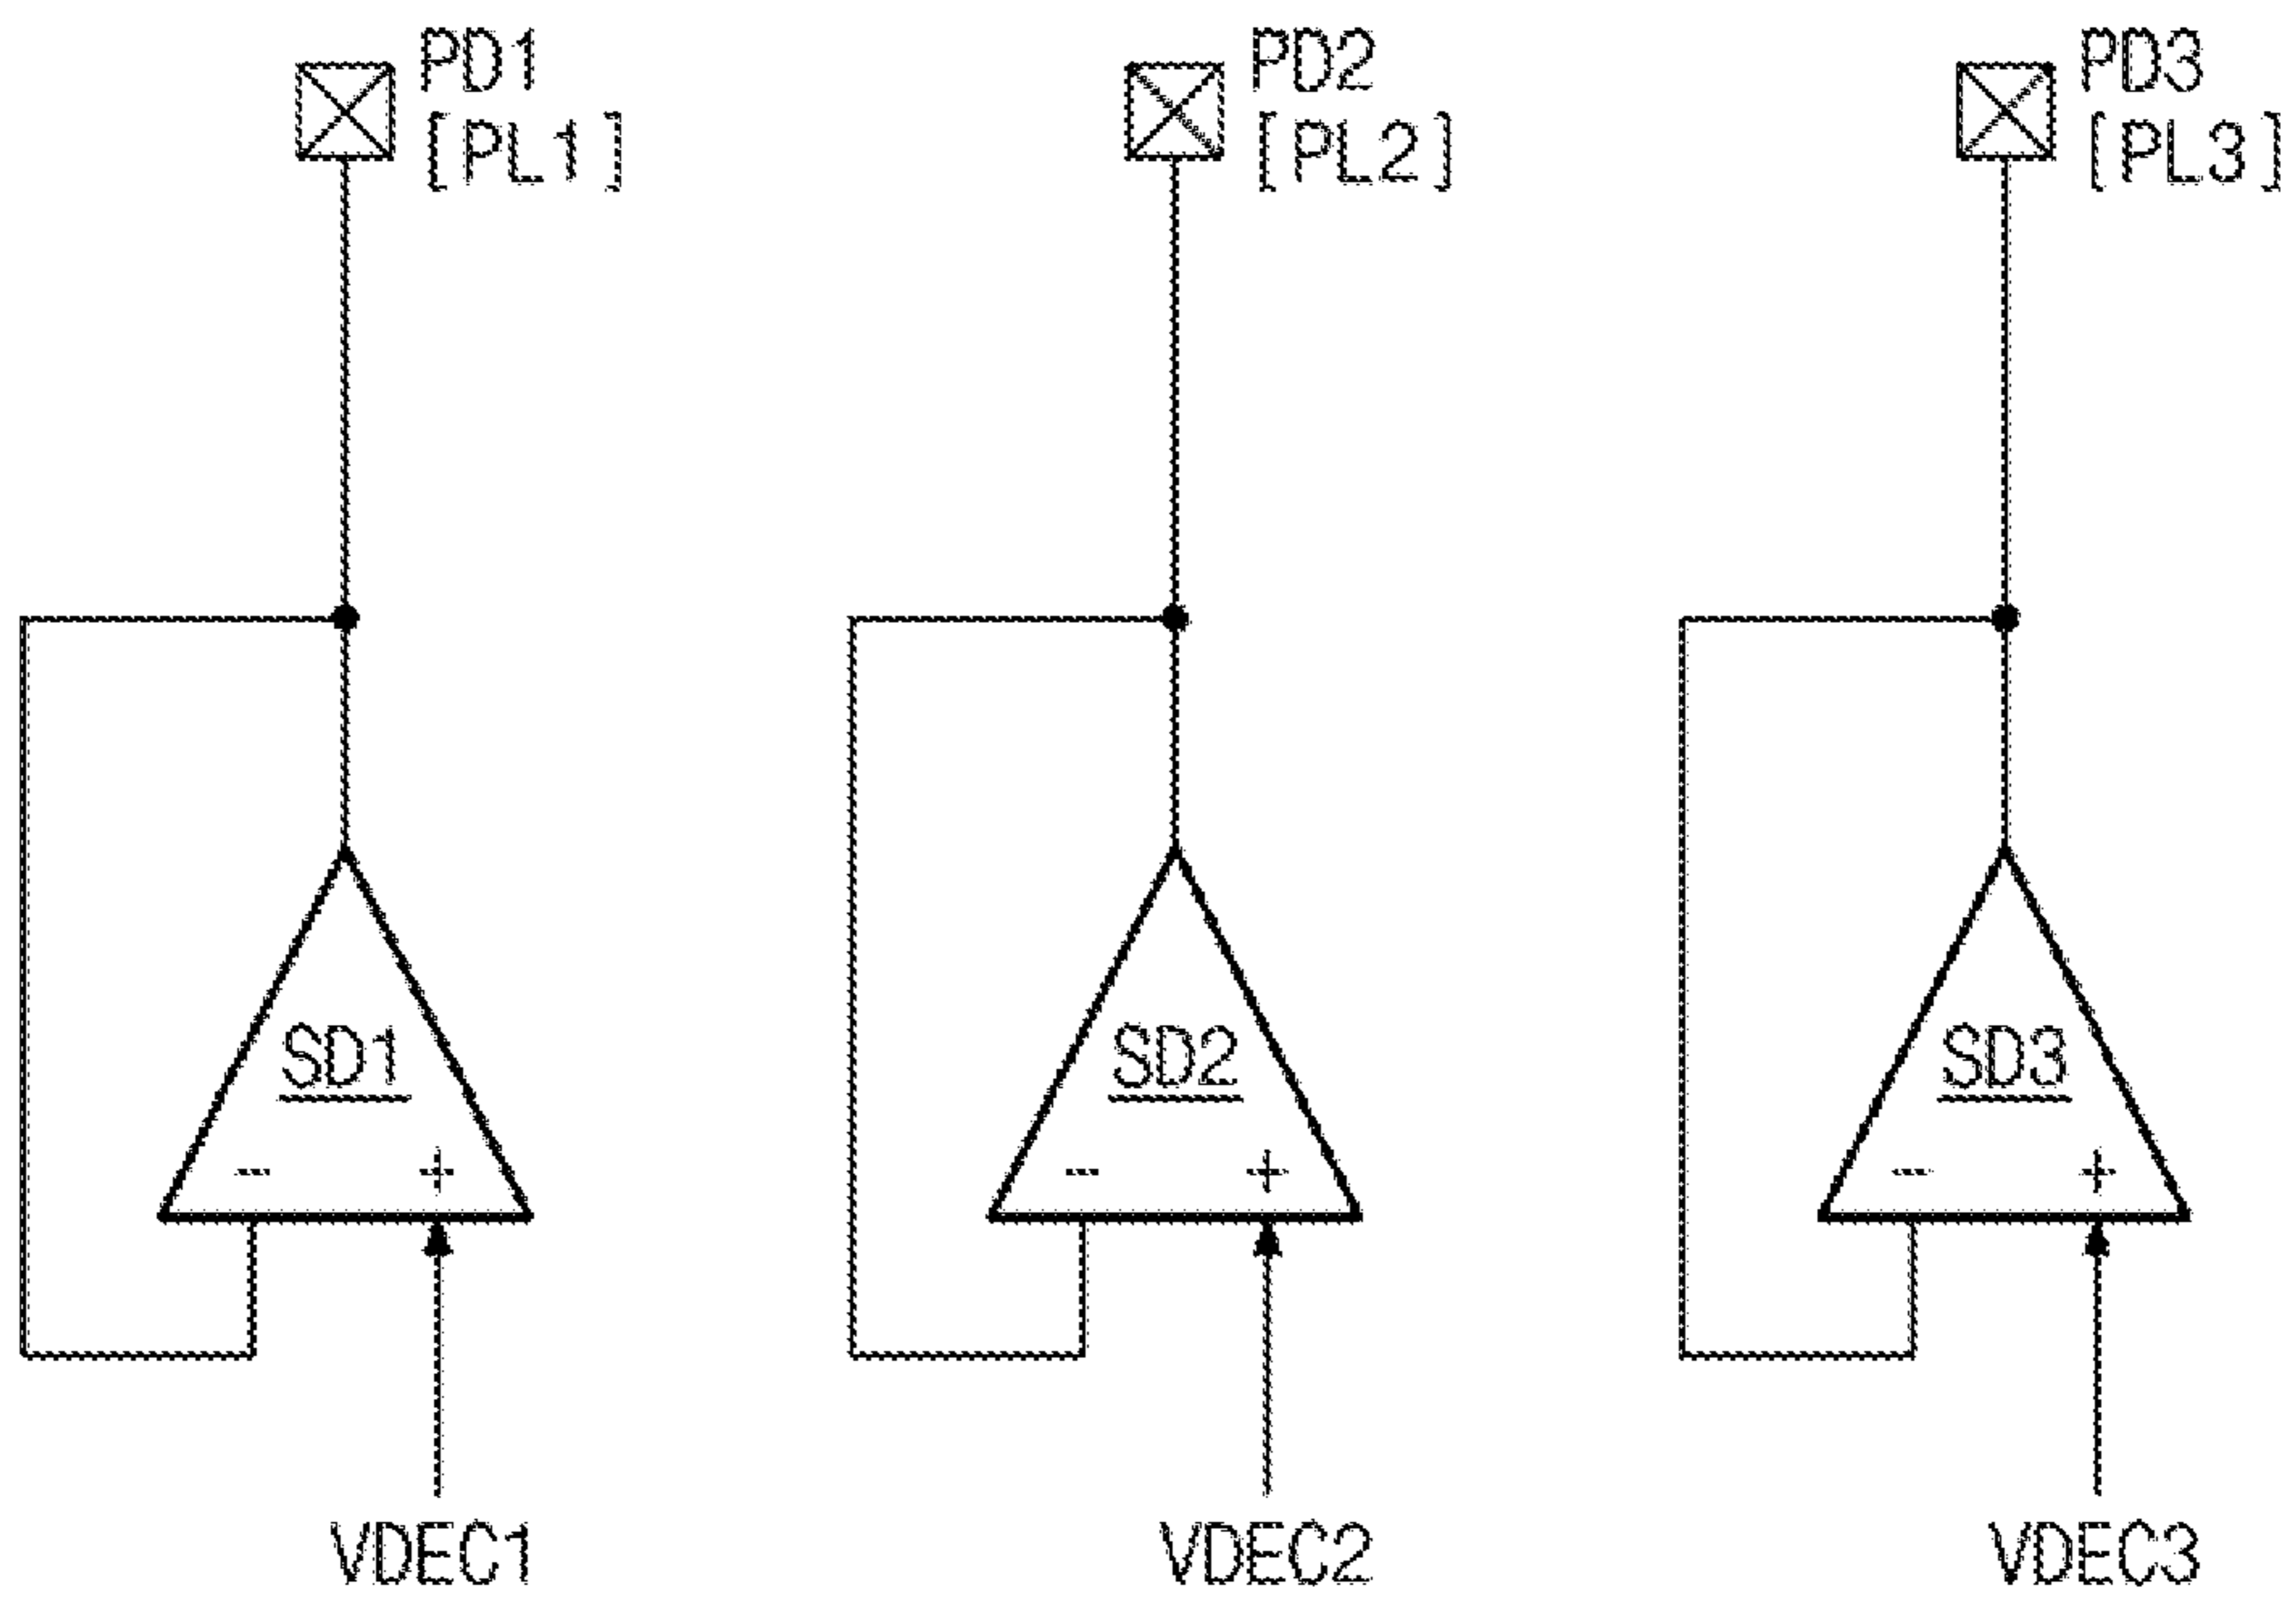 PD1
[PL1]
PD2
[PL2]
PD3
[PL3]
SD1
- +
SD2
- +
SD3
- +
VDEC1
VDEC2
VDEC3